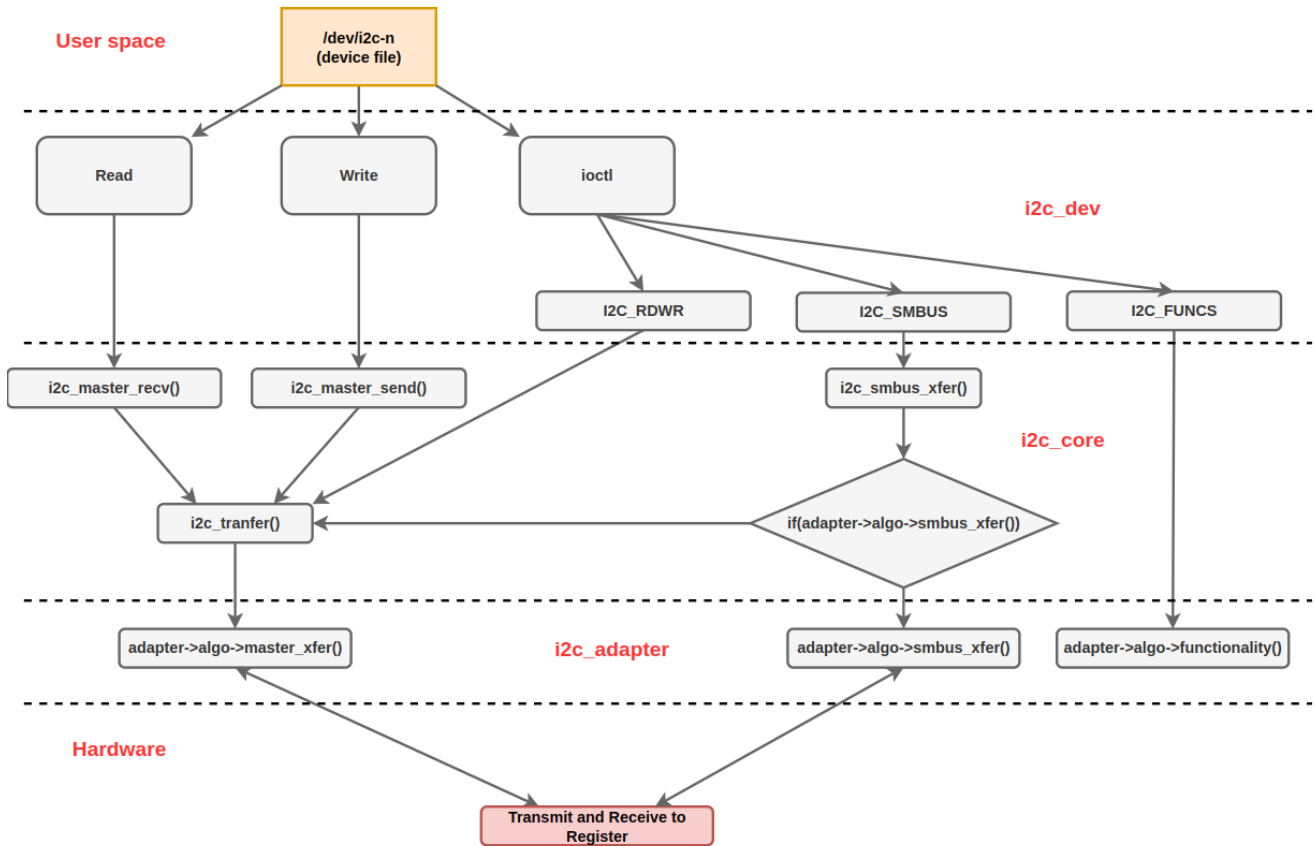 User space
/dev/i2c-n
(device file)
Read
Write
ioctl
i2c_dev
I2C_RDWR
I2C_SMBUS
I2C_FUNCS
i2c_master_recv()
i2c_master_send()
i2c_smbus_xfer()
i2c_core
i2c_tranfer()
if(adapter->algo->smbus_xfer())
adapter->algo->master_xfer()
i2c_adapter
adapter->algo->smbus_xfer()
adapter->algo->functionality()
Hardware
Transmit and Receive to
Register